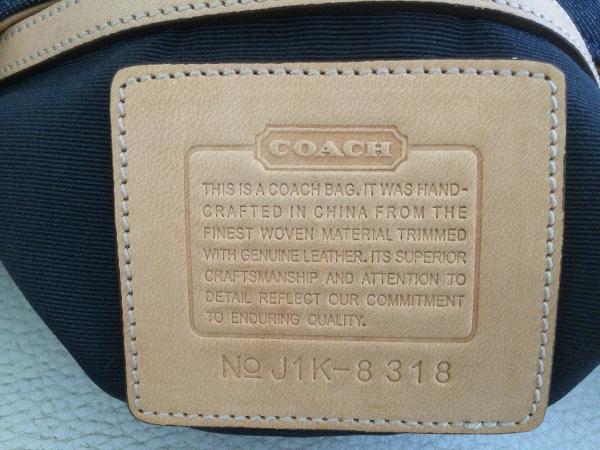 COACH
THIS IS A COACH BAG. IT WAS HAND-
CRAFTED IN CHINA FROM THE
FINEST WOVEN MATERIAL TRIMMED
WITH GENUINE LEATHER. ITS SUPERIOR
CRAFTSMANSHIP AND ATTENTION TO
DETAIL REFLECT OUR COMMITMENT
TO ENDURING QUALITY.
Nº J1K-8318